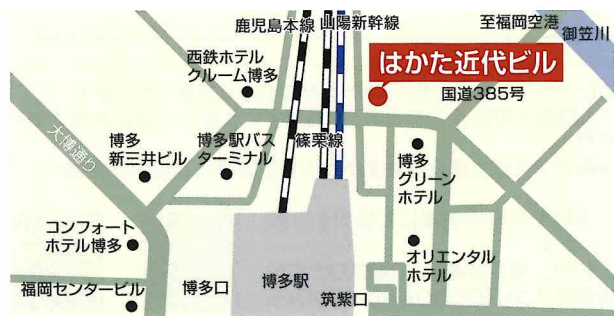 鹿児島本線
山陽新幹線
至福岡空港
御笠川
西鉄ホテル
クルーム博多
はかた近代ビル
国道385号
大博通り
博多
新三井ビル
博多駅バス
ターミナル
篠栗線
博多
グリーン
ホテル
コンフォート
ホテル博多
オリエンタル
ホテル
福岡センタービル
博多口
博多駅
筑紫口